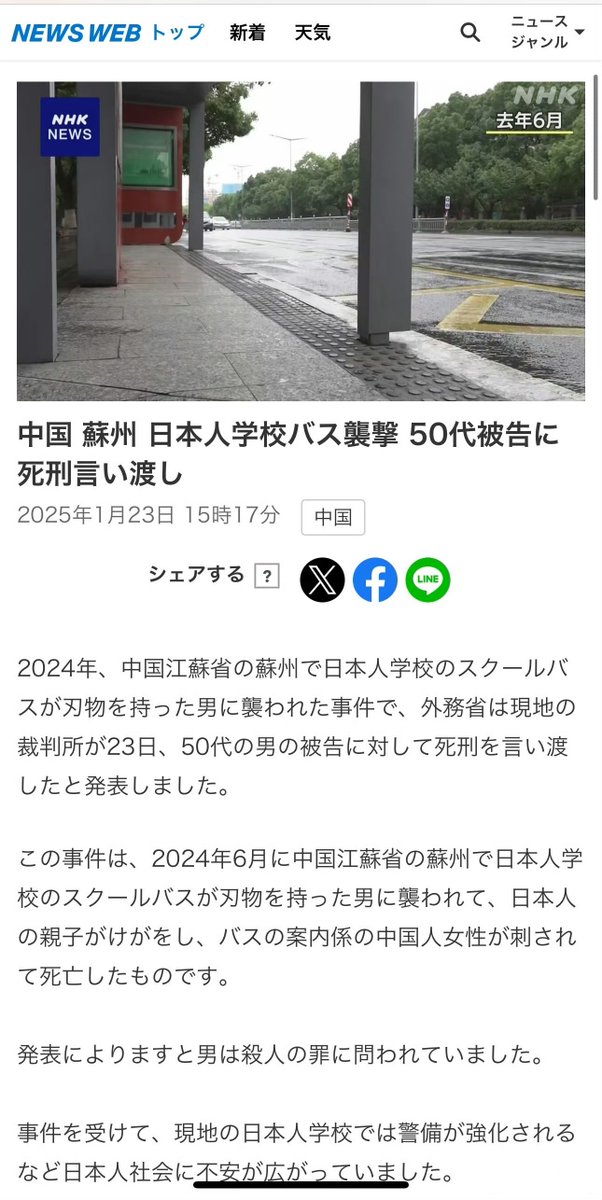 NEWS WEB トップ 新着 天気 ニュース
ジャンル
NHK
去年6月
NHK
NEWS
中国 蘇州 日本人学校バス襲撃 50代被告に
死刑言い渡し
2025年1月23日 15時17分 中国
シェアする ?
LINE
2024年、中国江蘇省の蘇州で日本人学校のスクールバ
スが刃物を持った男に襲われた事件で、外務省は現地の
裁判所が23日、50代の男の被告に対して死刑を言い渡
したと発表しました。
この事件は、2024年6月に中国江蘇省の蘇州で日本人学
校のスクールバスが刃物を持った男に襲われて、日本人
の親子がけがをし、バスの案内係の中国人女性が刺され
て死亡したものです。
発表によりますと男は殺人の罪に問われていました。
事件を受けて、現地の日本人学校では警備が強化される
など日本人社会に不安が広がっていました。